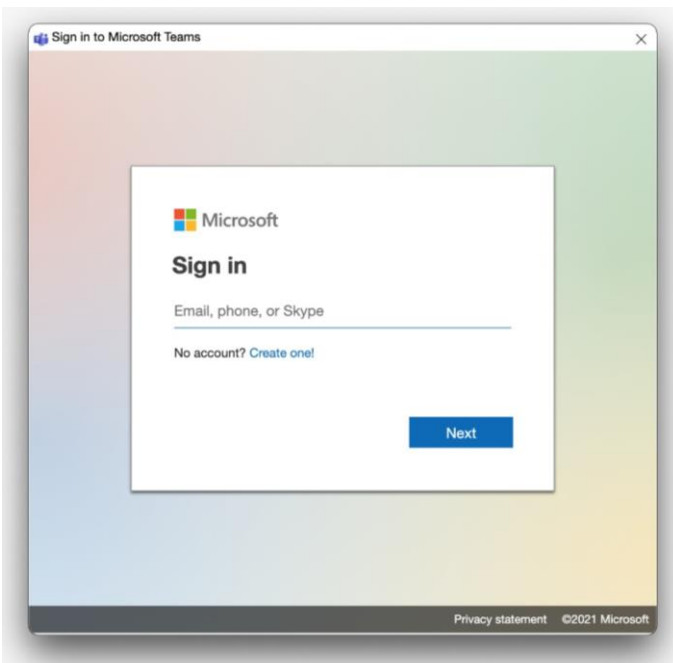 Sign in to Microsoft Teams
Microsoft
Sign in
Email, phone, or Skype
No account? Create one!
Next
Privacy statement ©2021 Microsoft